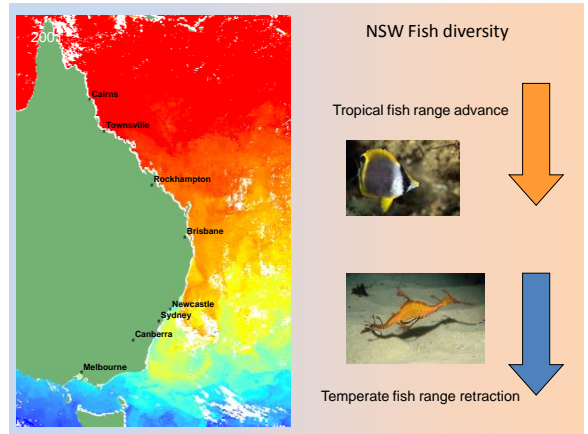 NSW Fish diversity
Cairns
Townsville
Rockhampton
Brisbane
Newcastle
Sydney
Canberra
Melbourne
Tropical fish range advance
Temperate fish range retraction